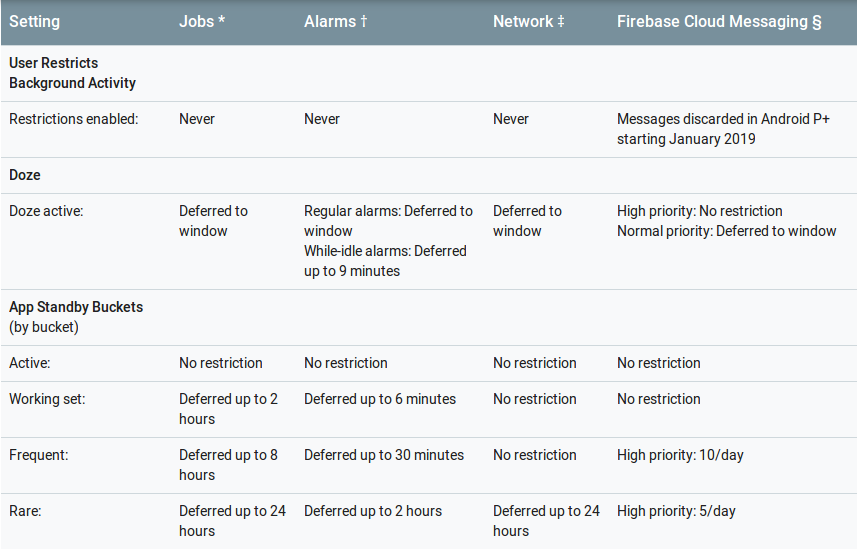 Setting Jobs * Alarms † Network ‡ Firebase Cloud Messaging §
User Restricts
Background Activity
Restrictions enabled: Never Never Never Messages discarded in Android P+
starting January 2019
Doze
Doze active: Deferred to Regular alarms: Deferred to Deferred to High priority: No restriction
window window window Normal priority: Deferred to window
While-idle alarms: Deferred
up to 9 minutes
App Standby Buckets
(by bucket)
Active: No restriction No restriction No restriction No restriction
Working set: Deferred up to 2 Deferred up to 6 minutes No restriction No restriction
hours
Frequent: Deferred up to 8 Deferred up to 30 minutes No restriction High priority: 10/day
hours
Rare: Deferred up to 24 Deferred up to 2 hours Deferred up to 24 High priority: 5/day
hours hours